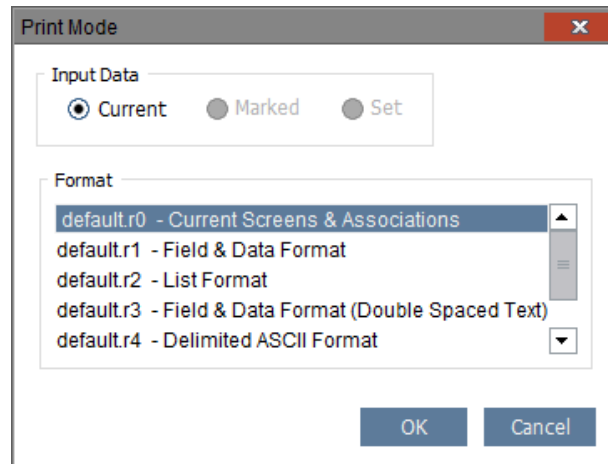 Print Mode
Input Data
Current Marked Set
Format
default.r0 - Current Screens & Associations
default.r1 - Field & Data Format
default.r2 - List Format
default.r3 - Field & Data Format (Double Spaced Text)
default.r4 - Delimited ASCII Format
OK Cancel